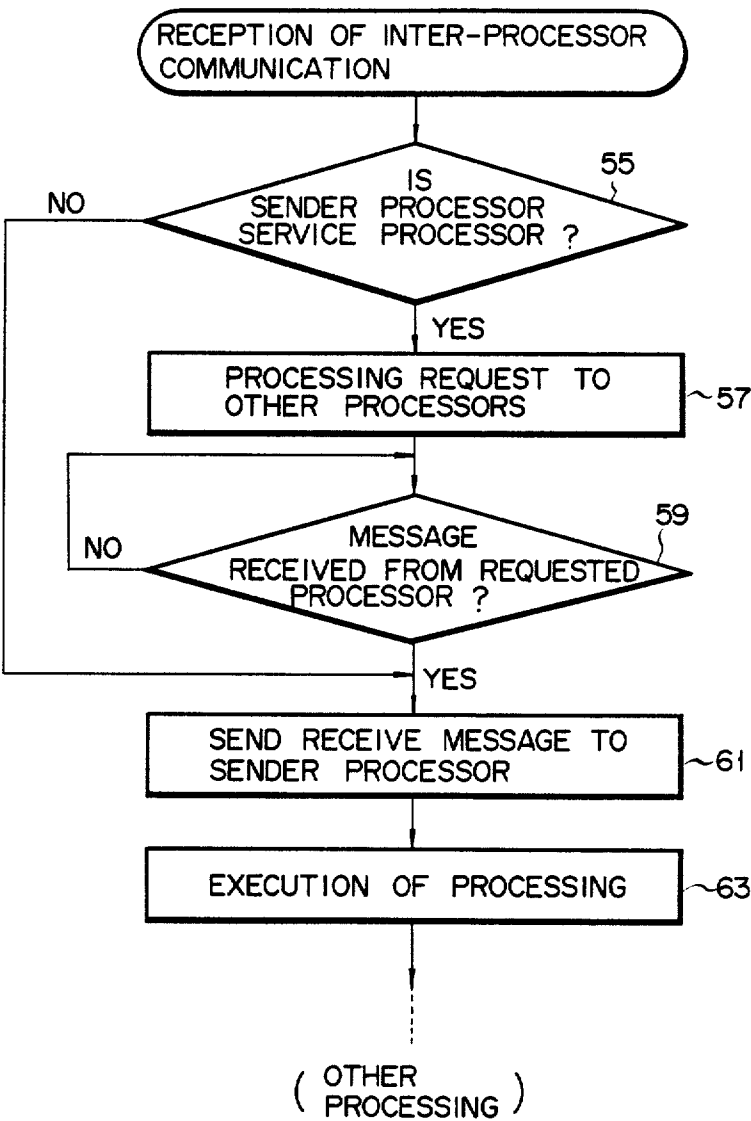 RECEPTION OF INTER-PROCESSOR
COMMUNICATION
55
IS
SENDER PROCESSOR
SERVICE PROCESSOR ?
NO
YES
PROCESSING REQUEST TO
OTHER PROCESSORS
57
59
MESSAGE
RECEIVED FROM REQUESTED
PROCESSOR ?
NO
YES
SEND RECEIVE MESSAGE TO
SENDER PROCESSOR
61
EXECUTION OF PROCESSING
63
( OTHER
PROCESSING )